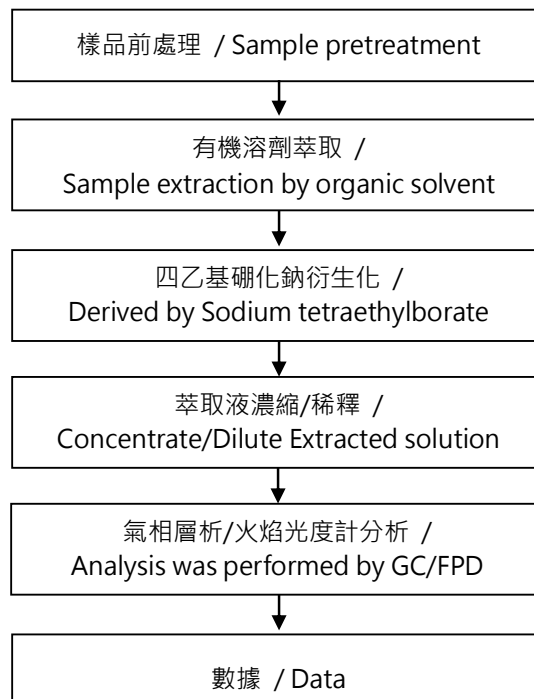 樣品前處理 / Sample pretreatment
有機溶劑萃取 /
Sample extraction by organic solvent
四乙基硼化鈉衍生化 /
Derived by Sodium tetraethylborate
萃取液濃縮/稀釋 /
Concentrate/Dilute Extracted solution
氣相層析/火焰光度計分析 /
Analysis was performed by GC/FPD
數據 / Data